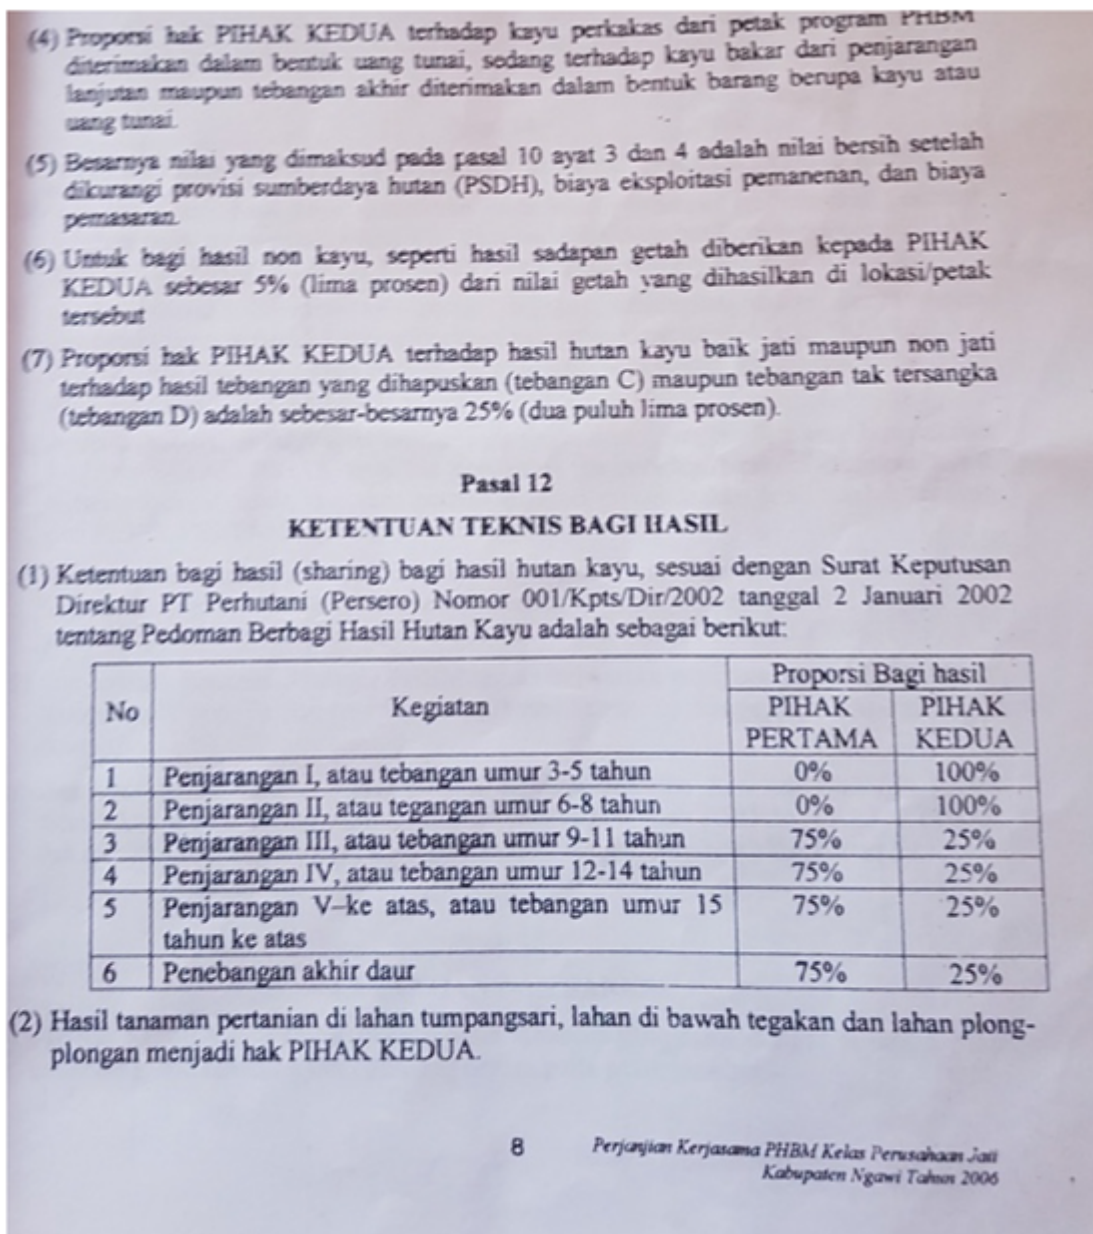 (4) Proporsi hak PIHAK KEDUA terhadap kayu perkakas dari petak program PHBM
diterimakan dalam bentuk uang tunai, sedang terhadap kayu bakar dari penjarangan
lanjutan maupun tebangan akhir diterimakan dalam bentuk barang berupa kayu atau
uang tunai.
(5) Besarnya nilai yang dimaksud pada pasal 10 ayat 3 dan 4 adalah nilai bersih setelah
dikurangi provisi sumberdaya hutan (PSDH), biaya eksploitasi pemanenan, dan biaya
pemasaran.
(6) Untuk bagi hasil non kayu, seperti hasil sadapan getah diberikan kepada PIHAK
KEDUA sebesar 5% (lima prosen) dari nilai getah yang dihasilkan di lokasi/petak
tersebut
(7) Proporsi hak PIHAK KEDUA terhadap hasil hutan kayu baik jati maupun non jati
terhadap hasil tebangan yang dihapuskan (tebangan C) maupun tebangan tak tersangka
(tebangan D) adalah sebesar-besarnya 25% (dua puluh lima prosen).
Pasal 12
KETENTUAN TEKNIS BAGI HASIL
(1) Ketentuan bagi hasil (sharing) bagi hasil hutan kayu, sesuai dengan Surat Keputusan
Direktur PT Perhutani (Persero) Nomor 001/Kpts/Dir/2002 tanggal 2 Januari 2002
tentang Pedoman Berbagi Hasil Hutan Kayu adalah sebagai berikut:
No Kegiatan Proporsi Bagi hasil
PIHAK PERTAMA PIHAK KEDUA
1 Penjarangan I, atau tebangan umur 3-5 tahun 0% 100%
2 Penjarangan II, atau tegangan umur 6-8 tahun 0% 100%
3 Penjarangan III, atau tebangan umur 9-11 tahun 75% 25%
4 Penjarangan IV, atau tebangan umur 12-14 tahun 75% 25%
5 Penjarangan V–ke atas, atau tebangan umur 15 75% 25%
tahun ke atas
6 Penebangan akhir daur 75% 25%
(2) Hasil tanaman pertanian di lahan tumpangsari, lahan di bawah tegakan dan lahan plong-
plongan menjadi hak PIHAK KEDUA.
8 Perjanjian Kerjasama PHBM Kelas Perusahaan Jati
Kabupaten Ngawi Tahun 2006